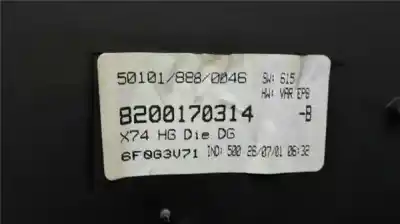 50101/888/0046 SW: 615
HW: VAR EPB
8200170314 -B
X74 HG Die DG
6F0G3V71 IND: 500 26/07/01 06:32